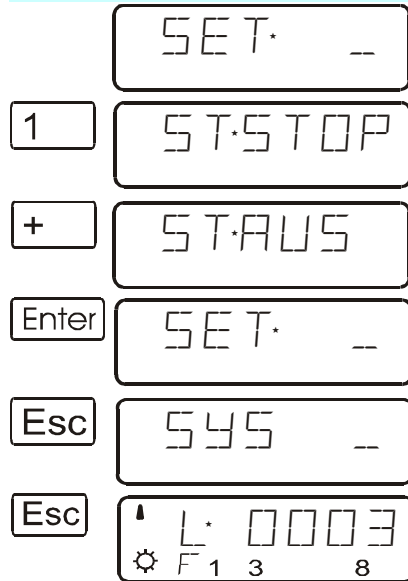 SET* _
1 ST*STOP
+ ST*AUS
Enter SET* _
Esc SYS _
Esc L* 0003
F 1 3 8